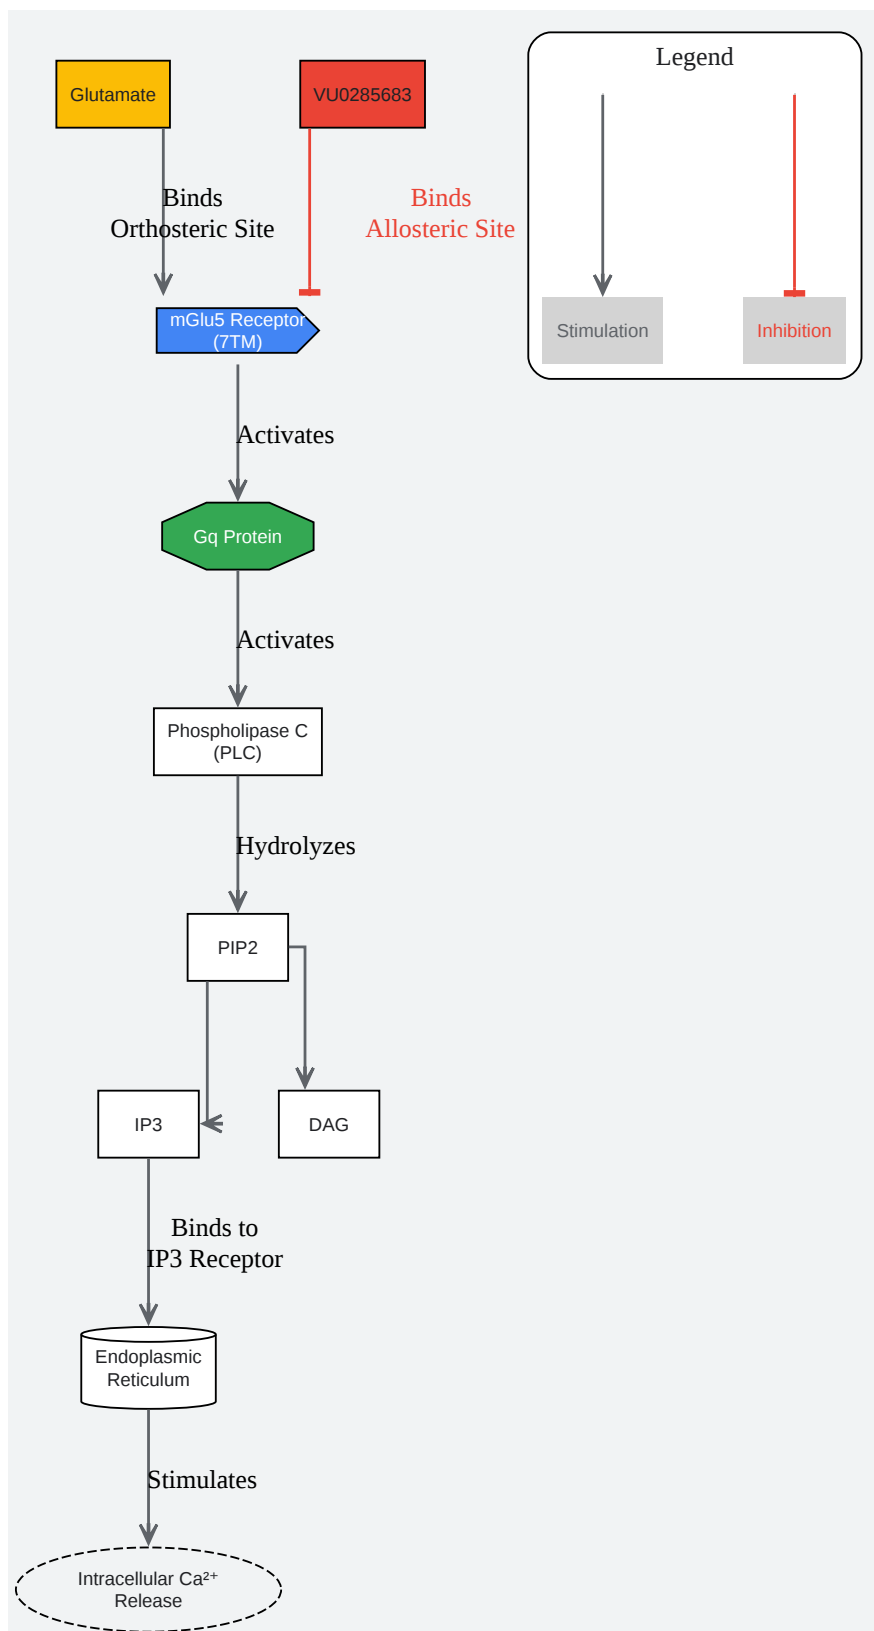 Glutamate
VU0285683
Legend
Binds
Orthosteric Site
Binds
Allosteric Site
mGlu5 Receptor
(7TM)
Stimulation
Inhibition
Activates
Gq Protein
Activates
Phospholipase C
(PLC)
Hydrolyzes
PIP2
IP3
DAG
Binds to
IP3 Receptor
Endoplasmic
Reticulum
Stimulates
Intracellular Ca²⁺
Release